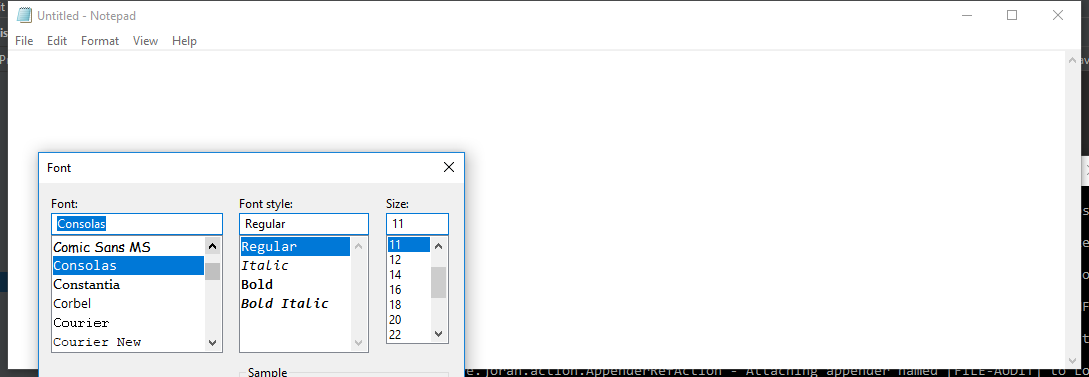 Untitled - Notepad
File Edit Format View Help
Font
Font: Font style: Size:
Consolas Regular 11
Comic Sans MS Regular 11
Consolas Italic 12
Constantia Bold 14
Corbel Bold Italic 16
Courier 18
Courier New 20
22
Sample
e.joran.action.AppenderRefAction - Attaching appender named [FILE-AUDIT] to Lo